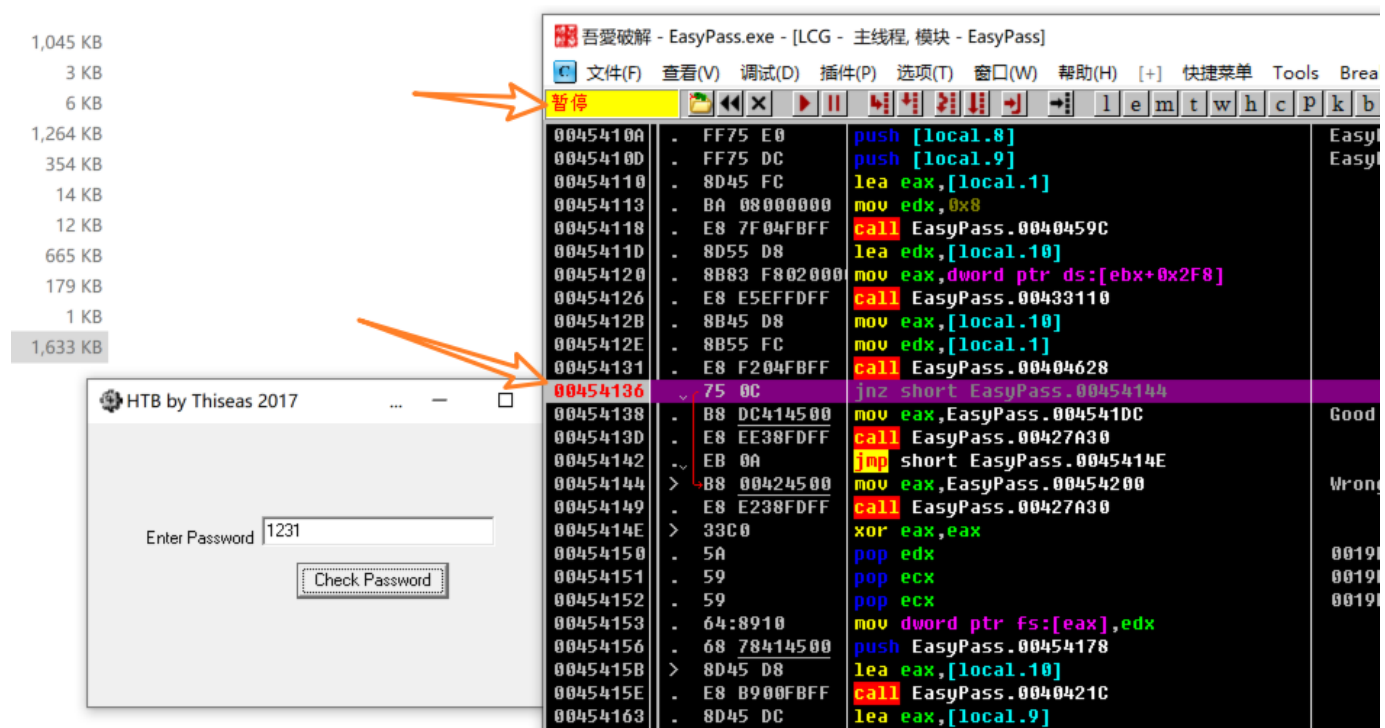 1,045 KB
3 KB
6 KB
1,264 KB
354 KB
14 KB
12 KB
665 KB
179 KB
1 KB
1,633 KB
HTB by Thiseas 2017
...
Enter Password 1231
Check Password
吾愛破解 - EasyPass.exe - [LCG - 主线程, 模块 - EasyPass]
C 文件(F) 查看(V) 调试(D) 插件(P) 选项(T) 窗口(W) 帮助(H) [+] 快捷菜单 Tools
暂停 l e m t w h c P k b
0045410A . FF75 E0 push [local.8]
0045410D . FF75 DC push [local.9]
00454110 . 8D45 FC lea eax,[local.1]
00454113 . BA 08000000 mov edx,0x8
00454118 . E8 7F04FBFF call EasyPass.0040459C
0045411D . 8D55 D8 lea edx,[local.10]
00454120 . 8B83 F802000 mov eax,dword ptr ds:[ebx+0x2F8]
00454126 . E8 E5EFFDFF call EasyPass.00433110
0045412B . 8B45 D8 mov eax,[local.10]
0045412E . 8B55 FC mov edx,[local.1]
00454131 . E8 F204FBFF call EasyPass.00404628
00454136 75 0C jnz short EasyPass.00454144
00454138 . B8 DC414500 mov eax,EasyPass.004541DC Good
0045413D . E8 EE38FDFF call EasyPass.00427A30
00454142 . EB 0A jmp short EasyPass.0045414E
00454144 > B8 00424500 mov eax,EasyPass.00454200 Wrong
00454149 . E8 E238FDFF call EasyPass.00427A30
0045414E > 33C0 xor eax,eax
00454150 . 5A pop edx 0019
00454151 . 59 pop ecx 0019
00454152 . 59 pop ecx 0019
00454153 . 64:8910 mov dword ptr fs:[eax],edx
00454156 . 68 78414500 push EasyPass.00454178
0045415B > 8D45 D8 lea eax,[local.10]
0045415E . E8 B900FBFF call EasyPass.0040421C
00454163 . 8D45 DC lea eax,[local.9]